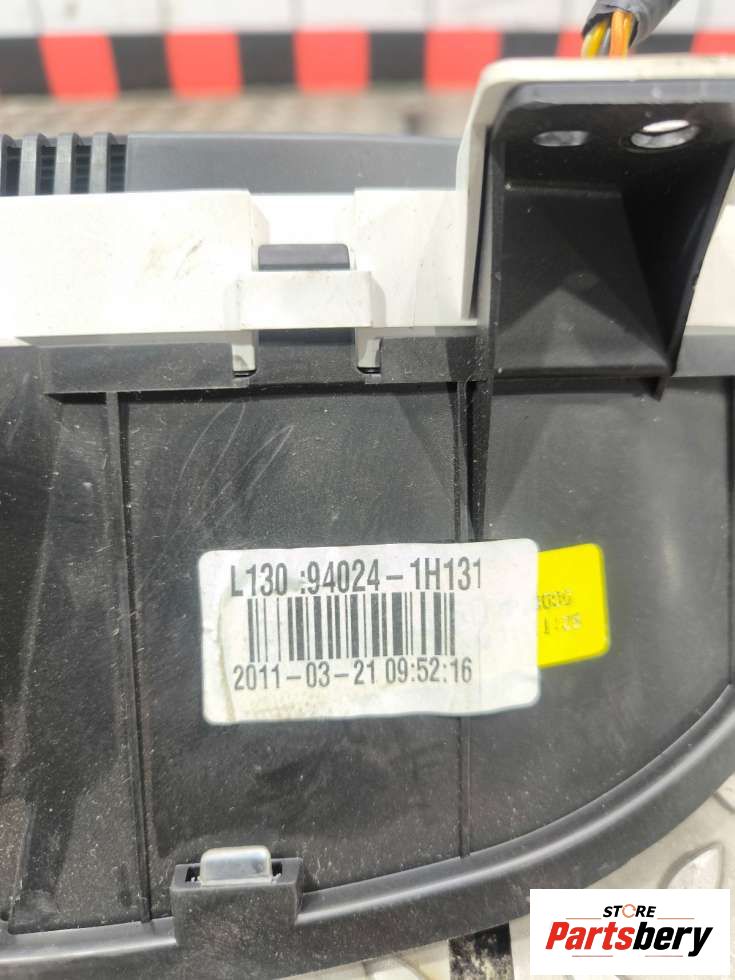 L130 :94024-1H131
2011-03-21 09:52:16
STORE
Partsbery